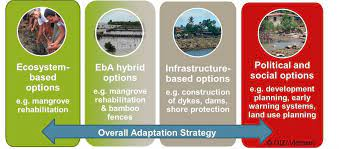 Ecosystem-
based
options
e.g. mangrove
rehabilitation
EbA hybrid
options
e.g. mangrove
rehabilitation
& bamboo
fences
Infrastructure-
based options
e.g. construction
of dykes, dams,
shore protection
Political and
social options
e.g. development
planning, early
warning systems,
land use planning
Overall Adaptation Strategy